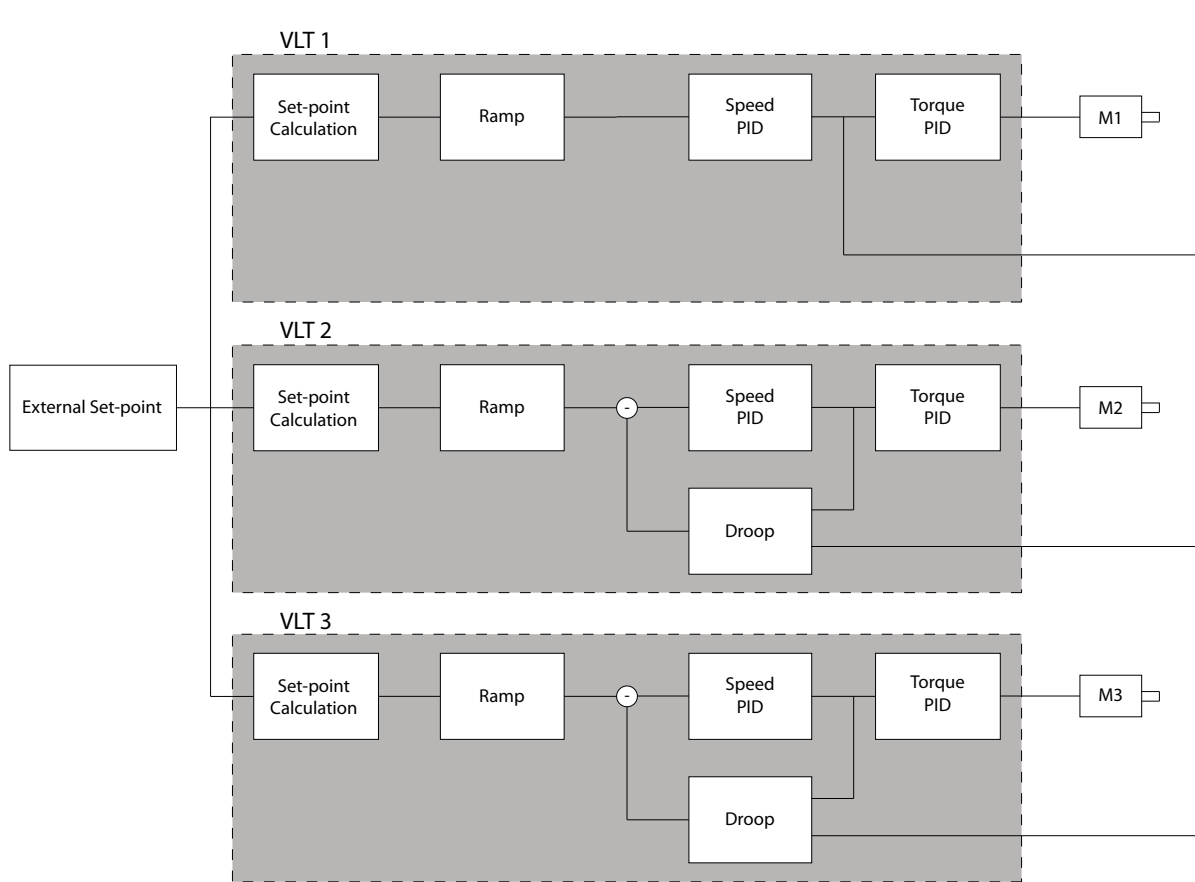 VLT 1
Set-point
Calculation
Ramp
Speed
PID
Torque
PID
M1
VLT 2
External Set-point
Set-point
Calculation
Ramp
-
Speed
PID
Torque
PID
M2
Droop
VLT 3
Set-point
Calculation
Ramp
-
Speed
PID
Torque
PID
M3
Droop